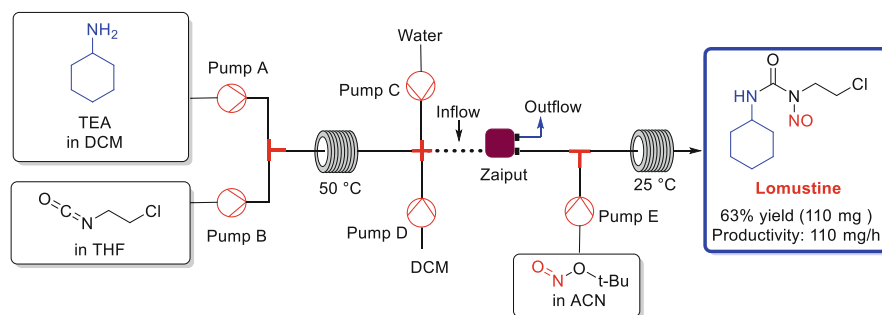 NH2
TEA
in DCM
Pump A
O
C
N
Cl
in THF
Pump B
50 °C
Water
Pump C
Pump D
DCM
Inflow
Outflow
Zaiput
Pump E
O
N
O
t-Bu
in ACN
25 °C
O
HN
N
Cl
NO
Lomustine
63% yield (110 mg )
Productivity: 110 mg/h